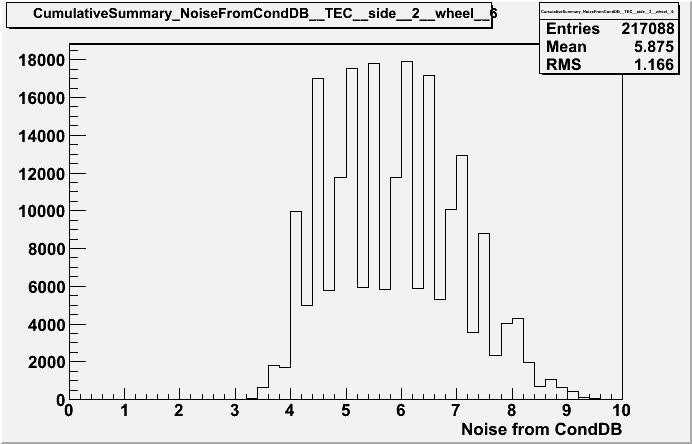 CumulativeSummary_NoiseFromCondDB__TEC__side__2__wheel__6
CumulativeSummary_NoiseFromCondDB__TEC__side__2__wheel__6
Entries 217088
Mean 5.875
RMS 1.166
18000
16000
14000
12000
10000
8000
6000
4000
2000
0
0 1 2 3 4 5 6 7 8 9 10
Noise from CondDB